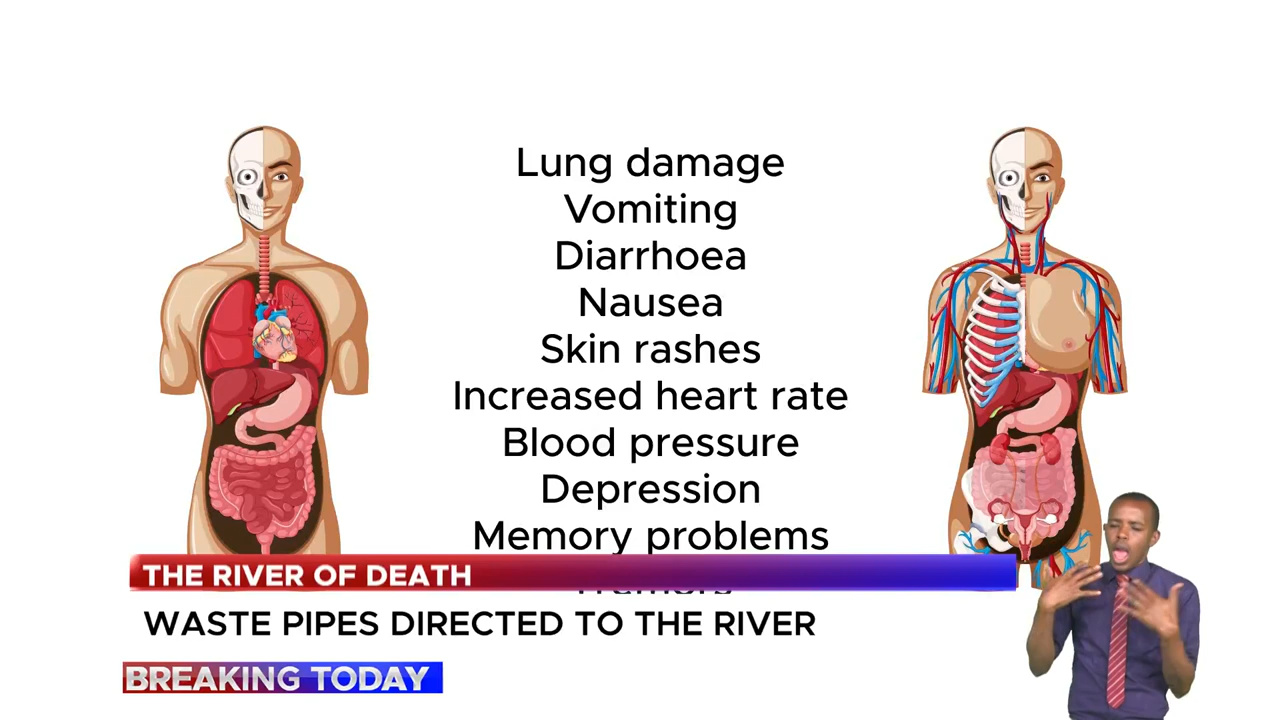 Lung damage
Vomiting
Diarrhoea
Nausea
Skin rashes
Increased heart rate
Blood pressure
Depression
Memory problems
THE RIVER OF DEATH
WASTE PIPES DIRECTED TO THE RIVER
BREAKING TODAY